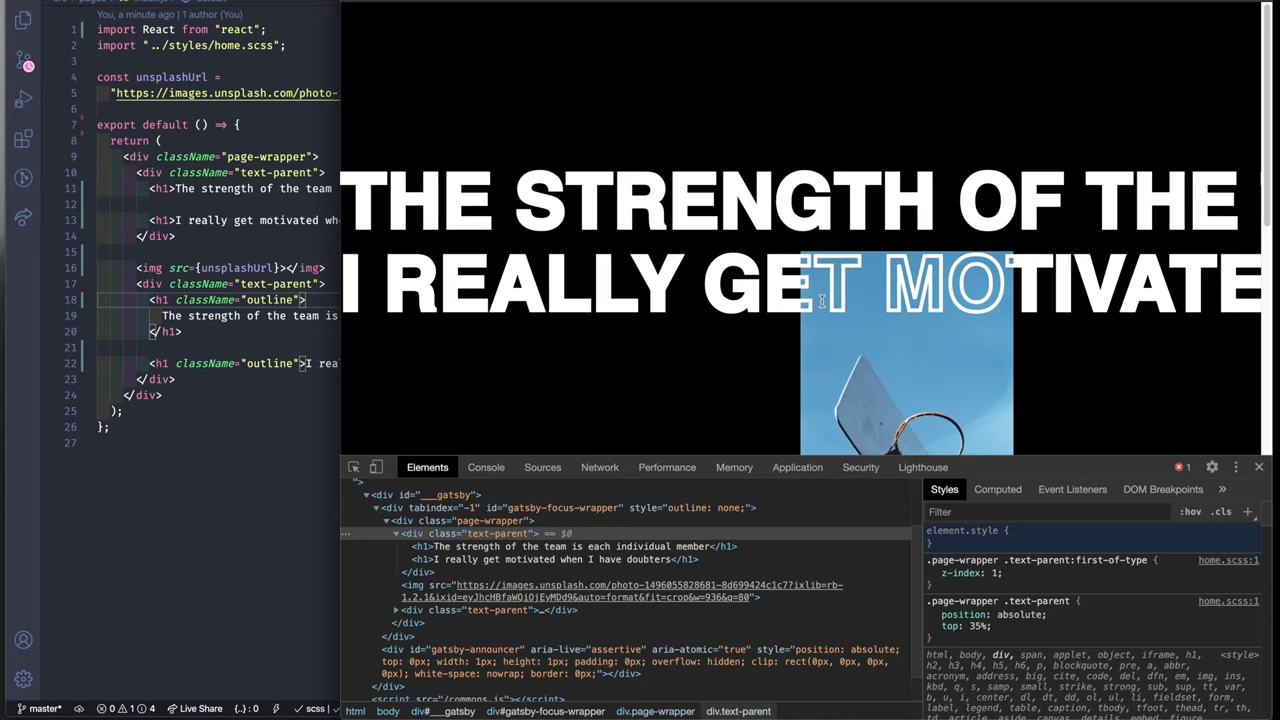 You, a minute ago | 1 author (You)
1 import React from "react";
2 import "../styles/home.scss";
3
4 const unsplashUrl =
5 "https://images.unsplash.com/photo-
6
7 export default () => {
8 return (
9 <div className="page-wrapper">
10 <div className="text-parent">
11 <h1>The strength of the team
12
13 <h1>I really get motivated wh
14 </div>
15
16 <img src={unsplashUrl}></img>
17 <div className="text-parent">
18 <h1 className="outline">
19 The strength of the team is
20 </h1>
21
22 <h1 className="outline">I rea
23 </div>
24 </div>
25 );
26 };
27
master* 0 1 4 Live Share {..}: 0 scss |
THE STRENGTH OF THE
I REALLY GET MOTIVATE
Elements Console Sources Network Performance Memory Application Security Lighthouse 1
">
<div id="___gatsby">
<div tabindex="-1" id="gatsby-focus-wrapper" style="outline: none;">
<div class="page-wrapper">
... <div class="text-parent"> == $0
<h1>The strength of the team is each individual member</h1>
<h1>I really get motivated when I have doubters</h1>
</div>
<img src="https://images.unsplash.com/photo-1496055828681-8d699424c1c7?ixlib=rb-
1.2.1&ixid=eyJhcHBfaWQiOjEyMDd9&auto=format&fit=crop&w=936&q=80">
<div class="text-parent">…</div>
</div>
</div>
<div id="gatsby-announcer" aria-live="assertive" aria-atomic="true" style="position: absolute;
top: 0px; width: 1px; height: 1px; padding: 0px; overflow: hidden; clip: rect(0px, 0px, 0px,
0px); white-space: nowrap; border: 0px;"></div>
</div>
<script src="/commons.js"></script>
html body div#___gatsby div#gatsby-focus-wrapper div.page-wrapper div.text-parent
Styles Computed Event Listeners DOM Breakpoints »
Filter :hov .cls +
element.style {
}
.page-wrapper .text-parent:first-of-type { home.scss:1
z-index: 1;
}
.page-wrapper .text-parent { home.scss:1
position: absolute;
top: 35%;
}
html, body, div, span, applet, object, iframe, h1, <style>
h2, h3, h4, h5, h6, p, blockquote, pre, a, abbr,
acronym, address, big, cite, code, del, dfn, em, img, ins,
kbd, q, s, samp, small, strike, strong, sub, sup, tt, var,
b, u, i, center, dl, dt, dd, ol, ul, li, fieldset, form,
label, legend, table, caption, tbody, tfoot, thead, tr, th,